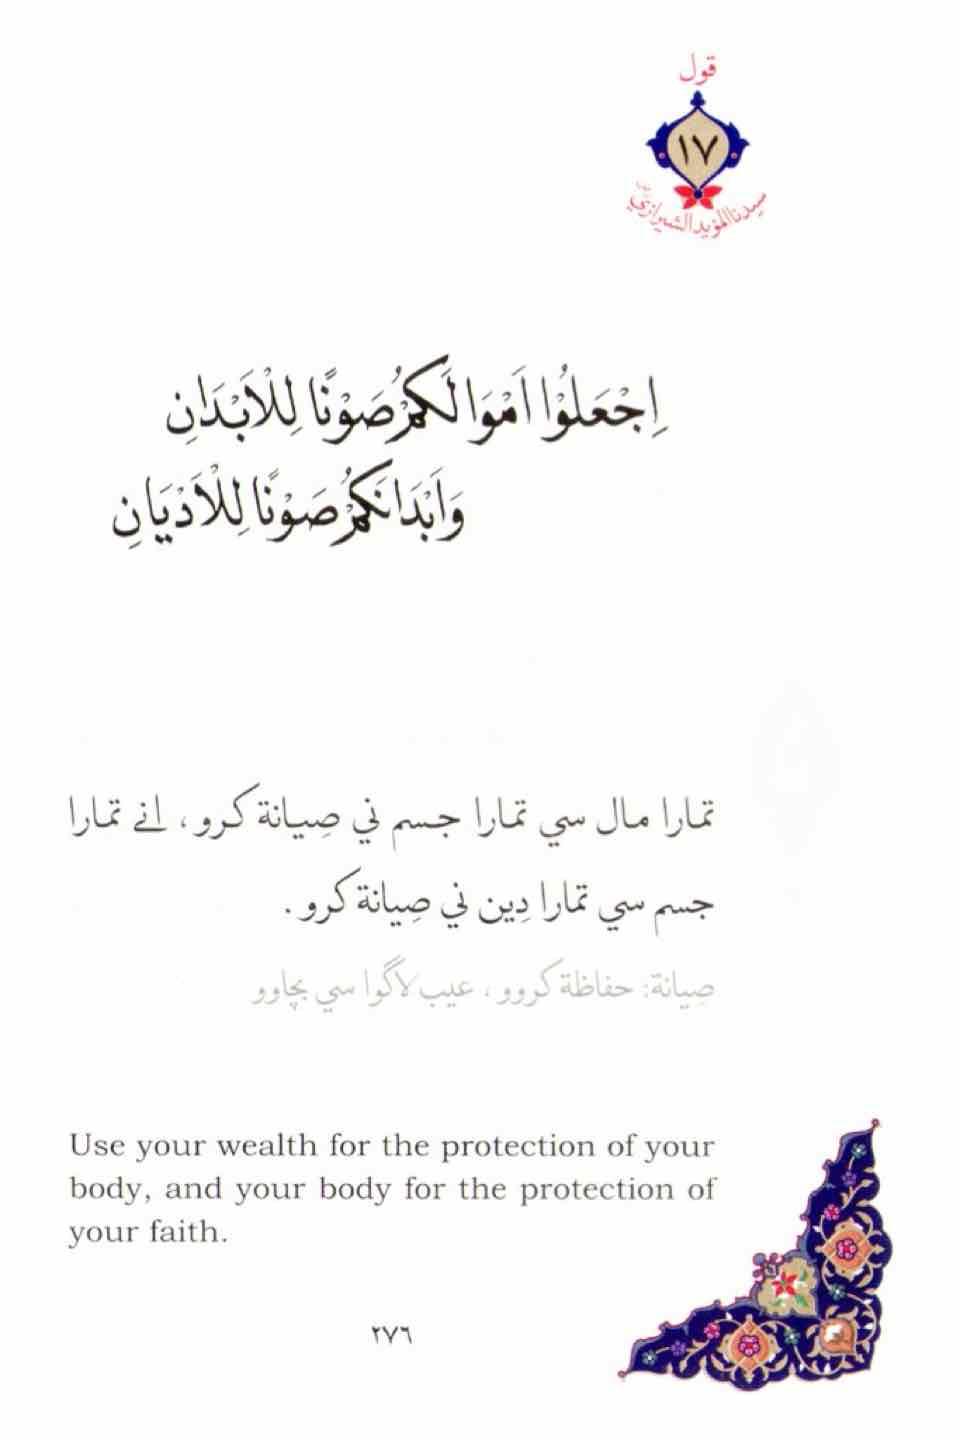 قول
١٧
سيدنا المؤيد الشيرازي
اِجْعَلُوْا اَمْوَالَكُمْ صَوْنًا لِلْاَبْدَانِ
وَاَبْدَانَكُمْ صَوْنًا لِلْاَدْيَانِ
تمارا مال سي تمارا جسم ني صِيانة كرو، انے تمارا
جسم سي تمارا دِين ني صِيانة كرو.
صِيانة: حفاظة كروو، عيب لاگوا سي بچاوو
Use your wealth for the protection of your
body, and your body for the protection of
your faith.
٢٧٦